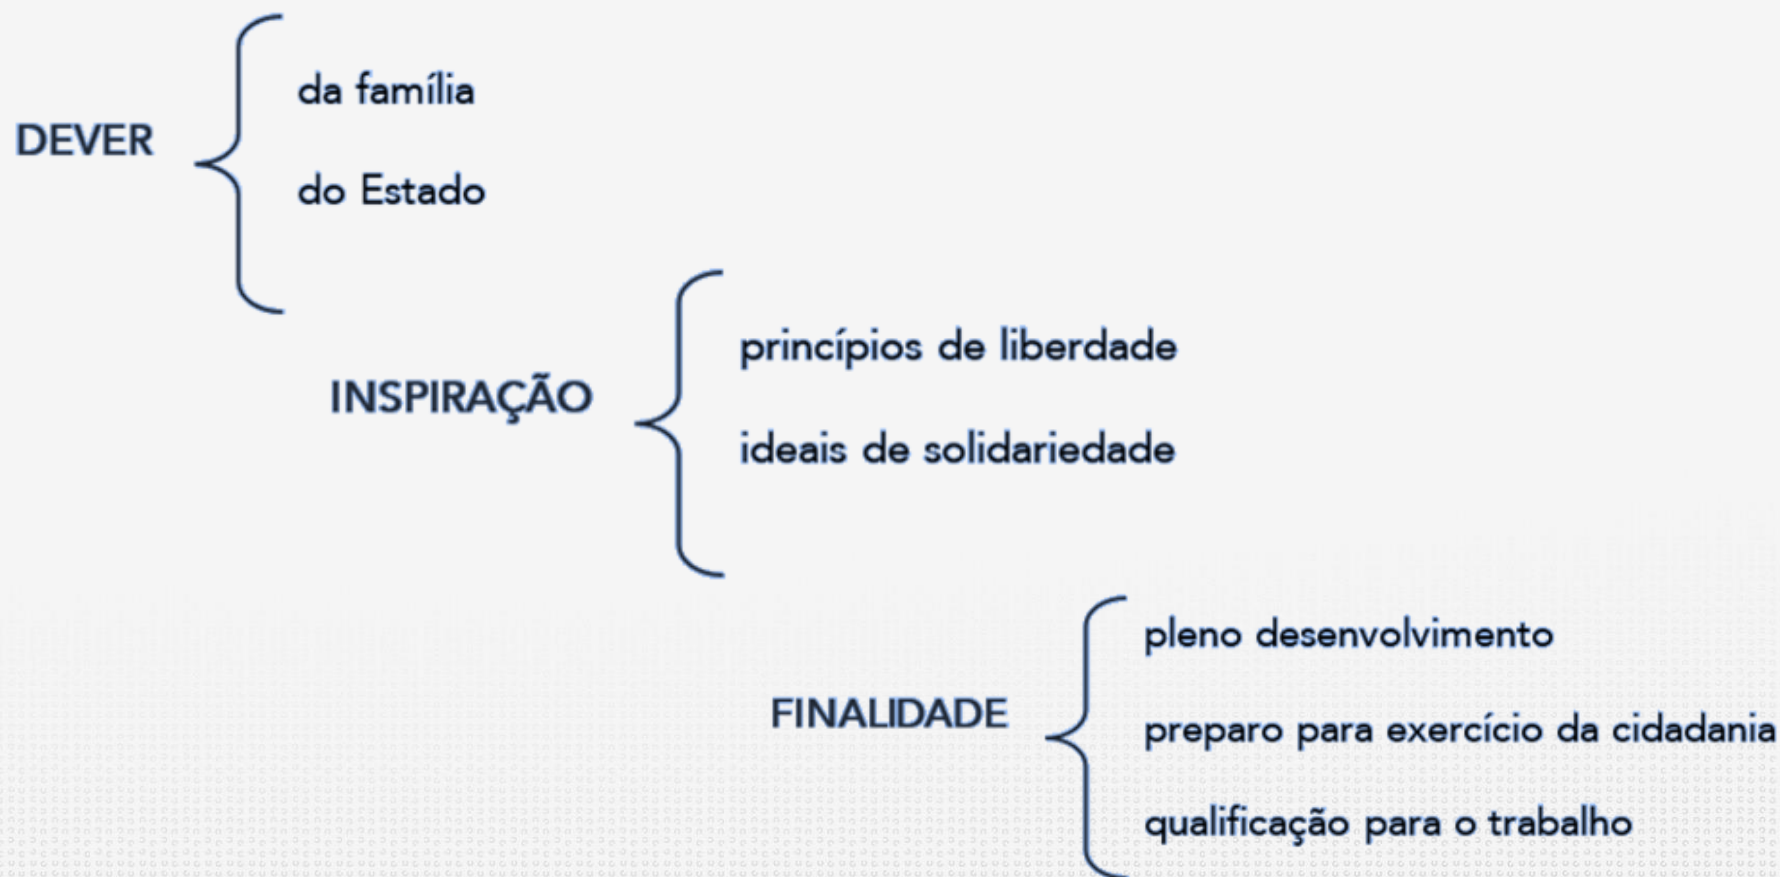 da família
DEVER
do Estado
princípios de liberdade
INSPIRAÇÃO
ideais de solidariedade
pleno desenvolvimento
FINALIDADE
preparo para exercício da cidadania
qualificação para o trabalho